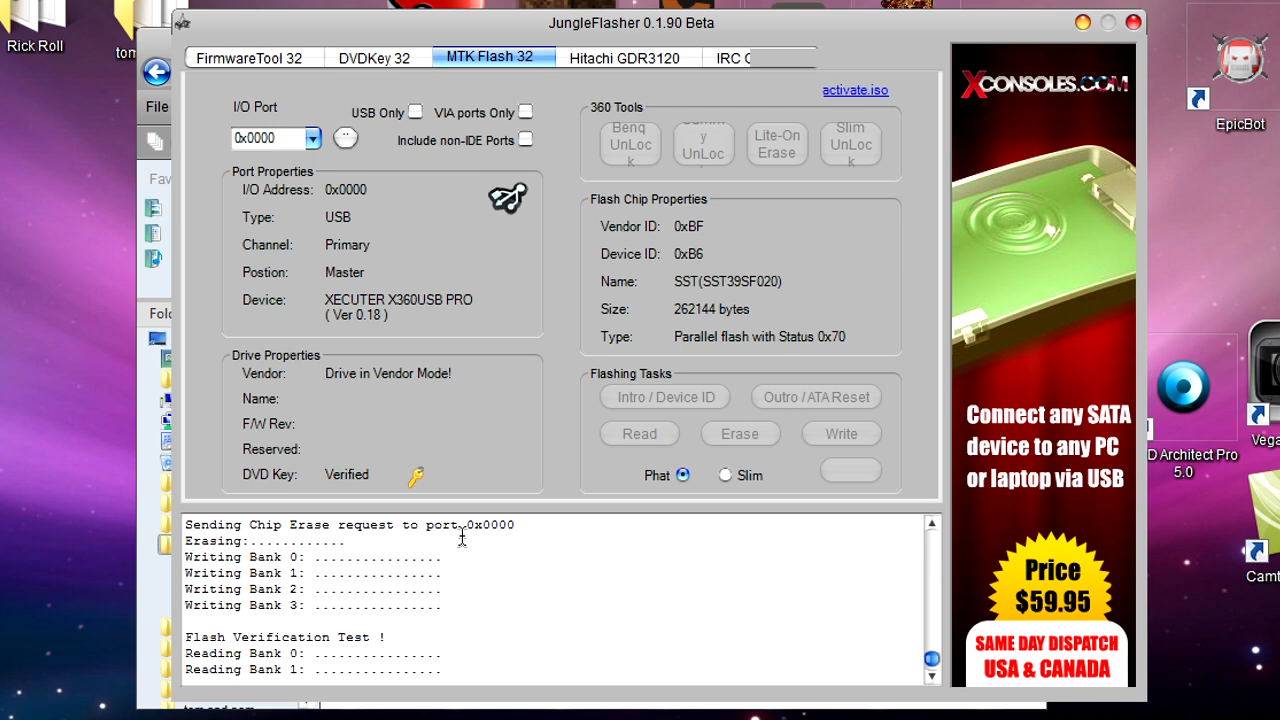 Rick Roll
tom
JungleFlasher 0.1.90 Beta
FirmwareTool 32
DVDKey 32
MTK Flash 32
Hitachi GDR3120
IRC
File
Fav
Fold
I/O Port
USB Only
VIA ports Only
0x0000
Include non-IDE Ports
Port Properties
I/O Address: 0x0000
Type: USB
Channel: Primary
Postion: Master
Device: XECUTER X360USB PRO
( Ver 0.18 )
Drive Properties
Vendor: Drive in Vendor Mode!
Name:
F/W Rev:
Reserved:
DVD Key: Verified
activate.iso
360 Tools
Benq
UnLoc
k
y
UnLoc
Lite-On
Erase
Slim
UnLoc
k
Flash Chip Properties
Vendor ID: 0xBF
Device ID: 0xB6
Name: SST(SST39SF020)
Size: 262144 bytes
Type: Parallel flash with Status 0x70
Flashing Tasks
Intro / Device ID
Outro / ATA Reset
Read
Erase
Write
Phat
Slim
Sending Chip Erase request to port 0x0000
Erasing:............
Writing Bank 0: ................
Writing Bank 1: ................
Writing Bank 2: ................
Writing Bank 3: ................
Flash Verification Test !
Reading Bank 0: ................
Reading Bank 1: ................
XCONSOLES.COM
Connect any SATA
device to any PC
or laptop via USB
Price
$59.95
SAME DAY DISPATCH
USA & CANADA
EpicBot
Vega
D Architect Pro
5.0
Camt